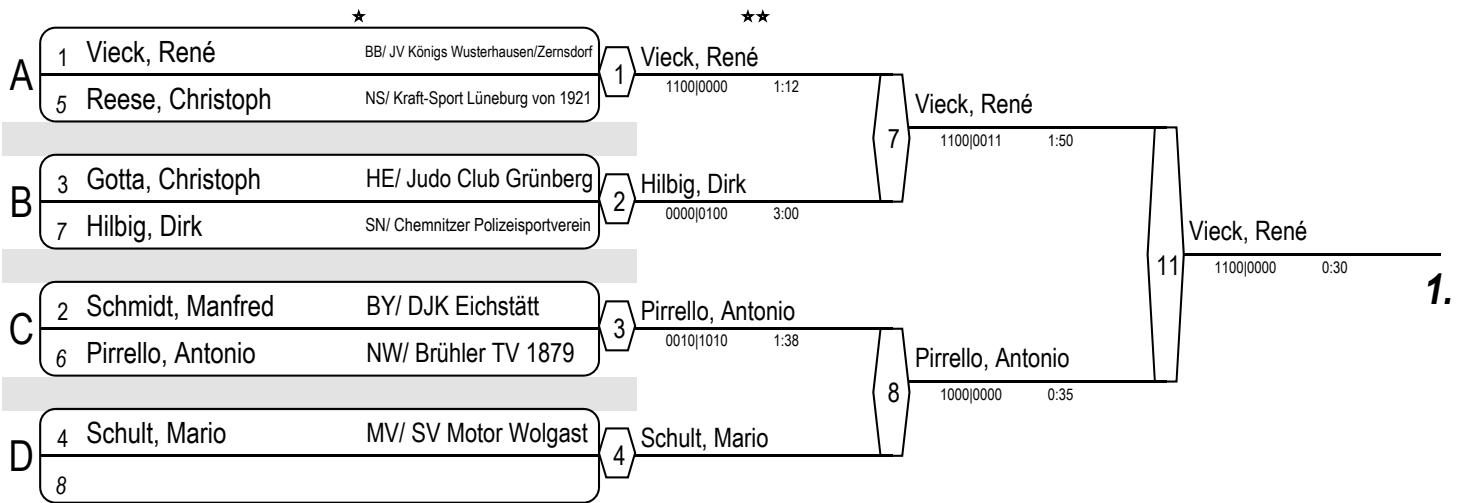 A
1 Vieck, René BB/ JV Königs Wusterhausen/Zernsdorf
5 Reese, Christoph NS/ Kraft-Sport Lüneburg von 1921
1
Vieck, René
1100|0000 1:12
B
3 Gotta, Christoph HE/ Judo Club Grünberg
7 Hilbig, Dirk SN/ Chemnitzer Polizeisportverein
2
Hilbig, Dirk
0000|0100 3:00
7
Vieck, René
1100|0011 1:50
C
2 Schmidt, Manfred BY/ DJK Eichstätt
6 Pirrello, Antonio NW/ Brühler TV 1879
3
Pirrello, Antonio
0010|1010 1:38
D
4 Schult, Mario MV/ SV Motor Wolgast
8
4
Schult, Mario
8
Pirrello, Antonio
1000|0000 0:35
11
Vieck, René
1100|0000 0:30
1.